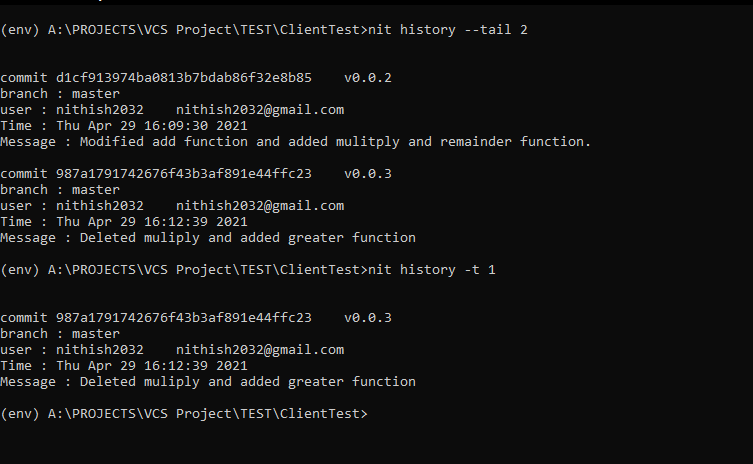 (env) A:\PROJECTS\VCS Project\TEST\ClientTest>nit history --tail 2
commit d1cf913974ba0813b7bdab86f32e8b85    v0.0.2
branch : master
user : nithish2032    nithish2032@gmail.com
Time : Thu Apr 29 16:09:30 2021
Message : Modified add function and added mulitply and remainder function.
commit 987a1791742676f43b3af891e44ffc23    v0.0.3
branch : master
user : nithish2032    nithish2032@gmail.com
Time : Thu Apr 29 16:12:39 2021
Message : Deleted muliply and added greater function
(env) A:\PROJECTS\VCS Project\TEST\ClientTest>nit history -t 1
commit 987a1791742676f43b3af891e44ffc23    v0.0.3
branch : master
user : nithish2032    nithish2032@gmail.com
Time : Thu Apr 29 16:12:39 2021
Message : Deleted muliply and added greater function
(env) A:\PROJECTS\VCS Project\TEST\ClientTest>